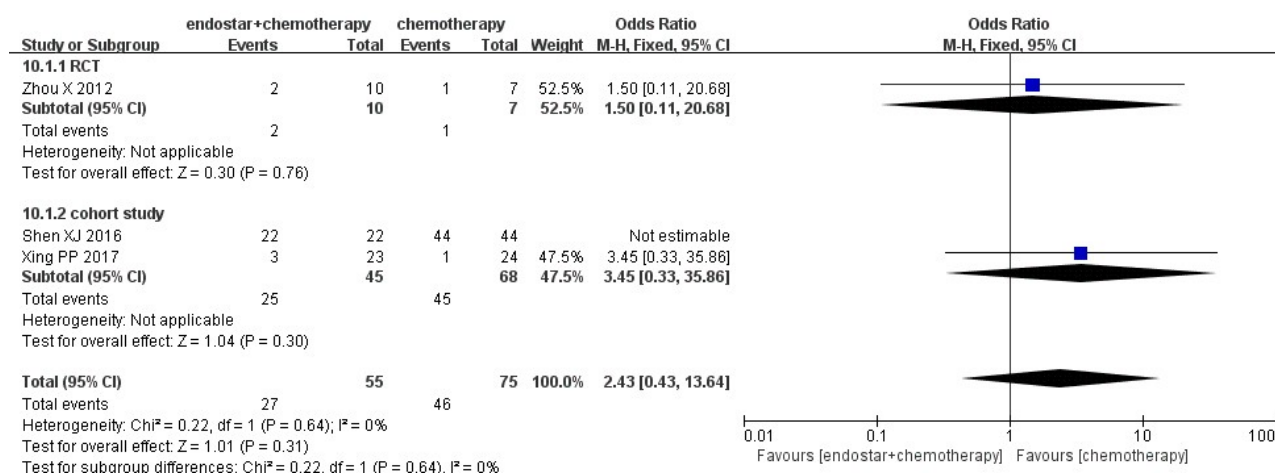 endostar+chemotherapy chemotherapy Odds Ratio Odds Ratio
Study or Subgroup Events Total Events Total Weight M-H, Fixed, 95% CI M-H, Fixed, 95% CI
10.1.1 RCT
Zhou X 2012 2 10 1 7 52.5% 1.50 [0.11, 20.68]
Subtotal (95% CI) 10 7 52.5% 1.50 [0.11, 20.68]
Total events 2 1
Heterogeneity: Not applicable
Test for overall effect: Z = 0.30 (P = 0.76)
10.1.2 cohort study
Shen XJ 2016 22 22 44 44 Not estimable
Xing PP 2017 3 23 1 24 47.5% 3.45 [0.33, 35.86]
Subtotal (95% CI) 45 68 47.5% 3.45 [0.33, 35.86]
Total events 25 45
Heterogeneity: Not applicable
Test for overall effect: Z = 1.04 (P = 0.30)
Total (95% CI) 55 75 100.0% 2.43 [0.43, 13.64]
Total events 27 46
Heterogeneity: Chi² = 0.22, df = 1 (P = 0.64); I² = 0%
Test for overall effect: Z = 1.01 (P = 0.31)
Test for subgroup differences: Chi² = 0.22, df = 1 (P = 0.64), I² = 0%
0.01 0.1 1 10 100
Favours [endostar+chemotherapy] Favours [chemotherapy]